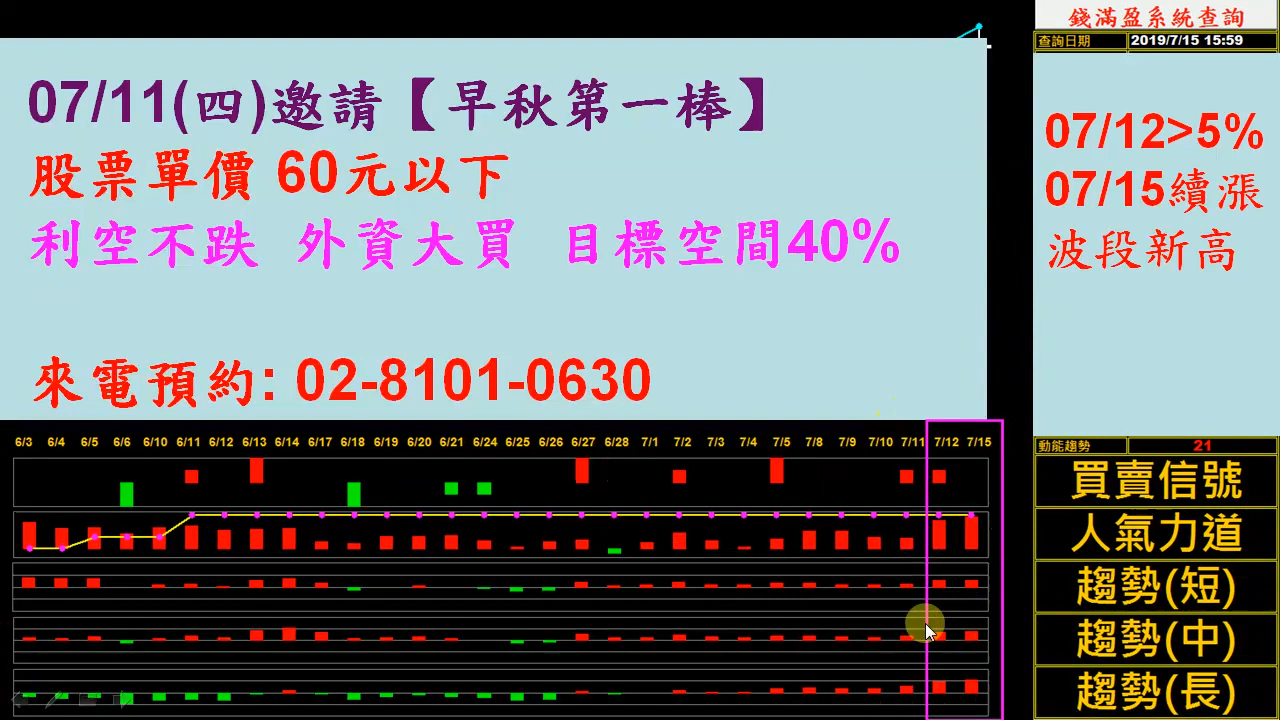 錢滿盈系統查詢
查詢日期 2019/7/15 15:59
07/11(四)邀請【早秋第一棒】
股票單價 60元以下
利空不跌 外資大買 目標空間40%
來電預約: 02-8101-0630
07/12>5%
07/15續漲
波段新高
6/3 6/4 6/5 6/6 6/10 6/11 6/12 6/13 6/14 6/17 6/18 6/19 6/20 6/21 6/24 6/25 6/26 6/27 6/28 7/1 7/2 7/3 7/4 7/5 7/8 7/9 7/10 7/11 7/12 7/15
動能趨勢 21
買賣信號
人氣力道
趨勢(短)
趨勢(中)
趨勢(長)